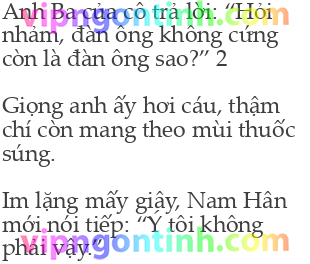 vipngontinh.com
Anh Ba của cô trả lời: “Hỏi
nhảm, đàn ông không cứng
còn là đàn ông sao?” 2
Giọng anh ấy hơi cáu, thậm
chí còn mang theo mùi thuốc
súng.
vipngontinh.com
Im lặng mấy giây, Nam Hân
mới nói tiếp: “Ý tôi không
phải vậy.”
vipngontinh.com